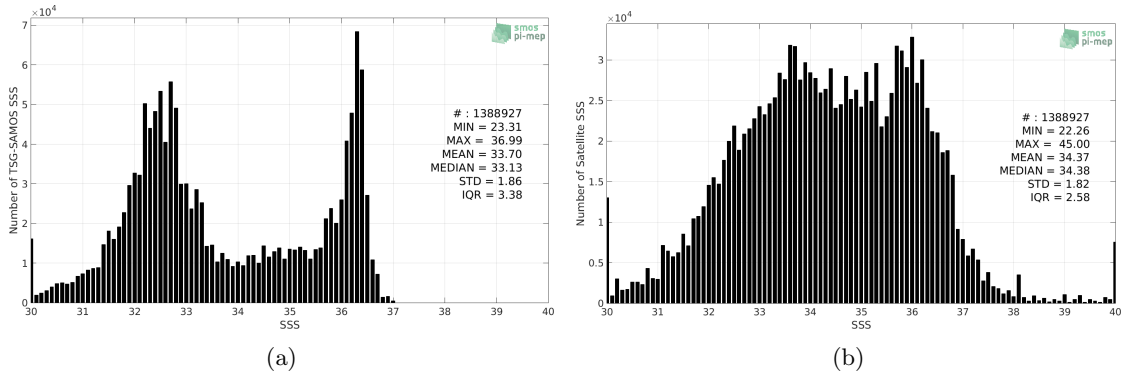 ×10⁴
7
6
5
4
3
2
1
0
Number of TSG-SAMOS SSS
30 31 32 33 34 35 36 37 38 39 40
SSS
smos
pi-mep
# : 1388927
MIN = 23.31
MAX = 36.99
MEAN = 33.70
MEDIAN = 33.13
STD = 1.86
IQR = 3.38
(a)
×10⁴
3
2.5
2
1.5
1
0.5
0
Number of Satellite SSS
30 31 32 33 34 35 36 37 38 39 40
SSS
smos
pi-mep
# : 1388927
MIN = 22.26
MAX = 45.00
MEAN = 34.37
MEDIAN = 34.38
STD = 1.82
IQR = 2.58
(b)